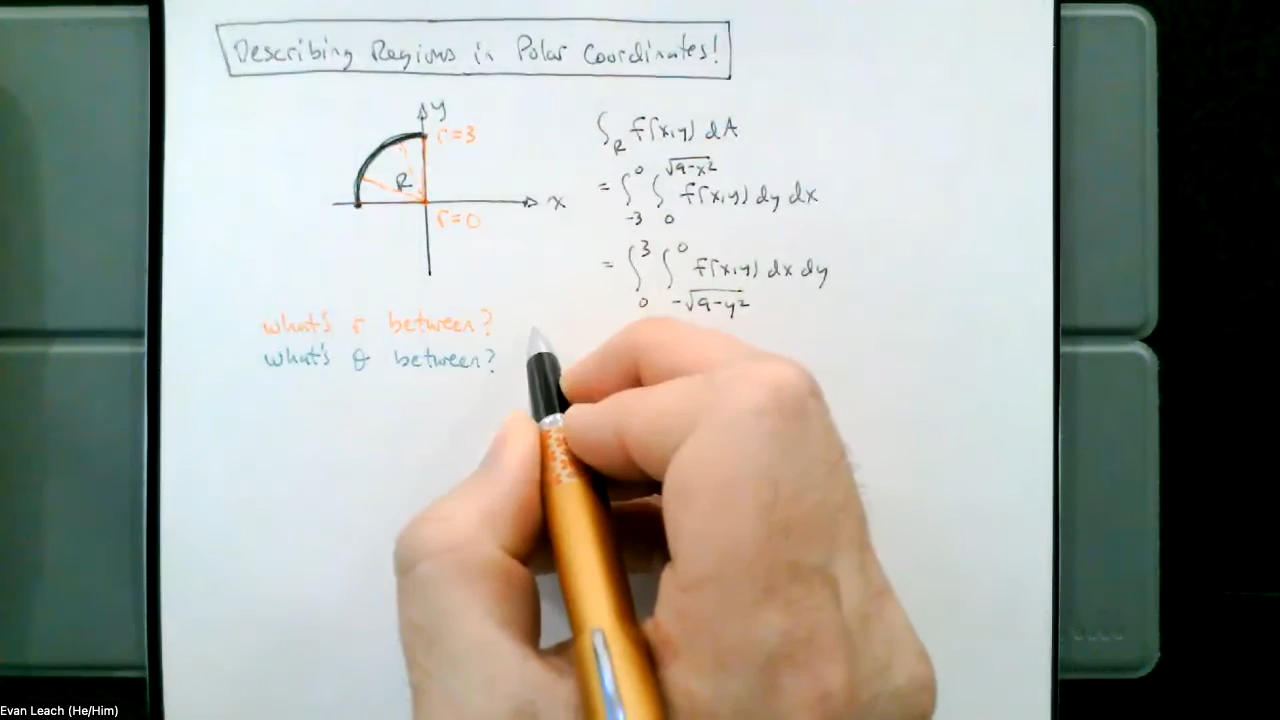 Describing Regions in Polar Coordinates!
y
r=3
R
x
r=0
∫_R f(x,y) dA
= ∫_{-3}^{0} ∫_{0}^{√(9-x²)} f(x,y) dy dx
= ∫_{0}^{3} ∫_{-√(9-y²)}^{0} f(x,y) dx dy
what's r between?
what's θ between?
Evan Leach (He/Him)